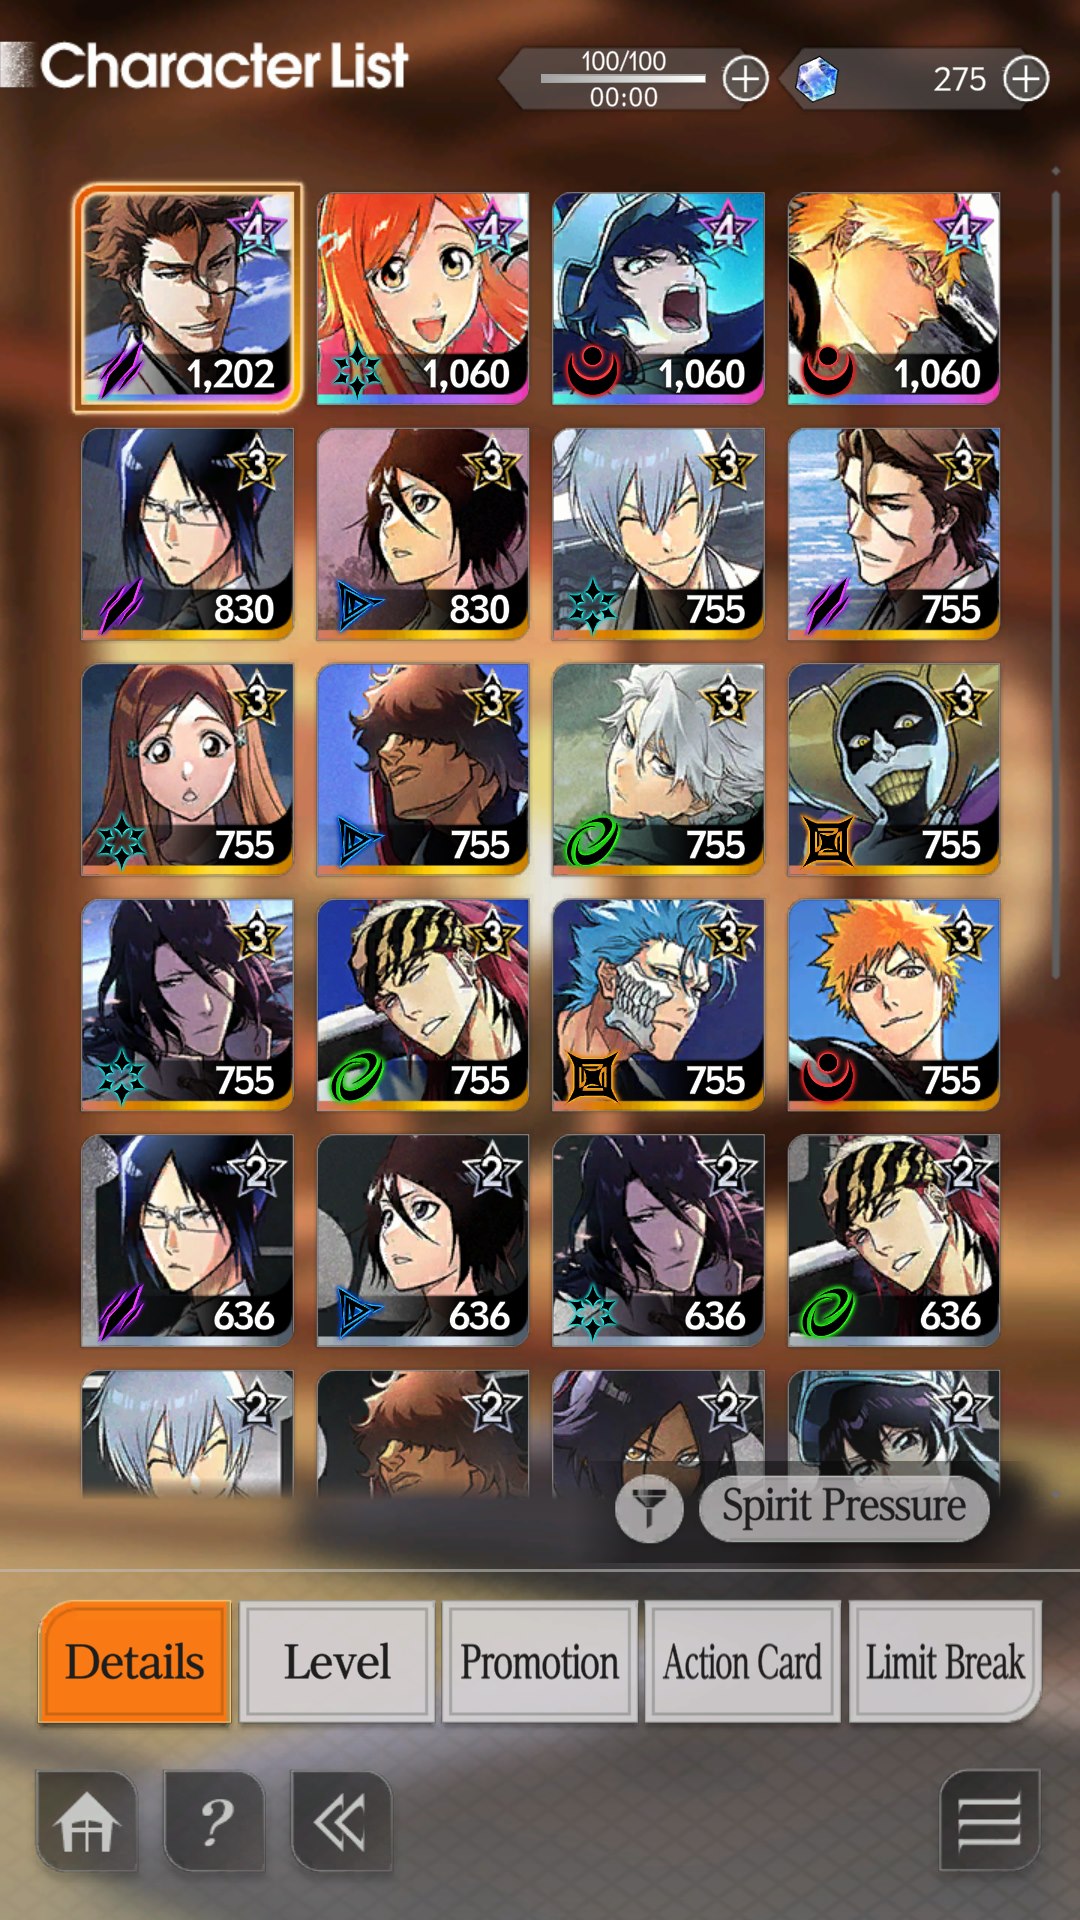 Character List
100/100
00:00
275
4 4 4 4
1,202 1,060 1,060 1,060
3 3 3 3
830 830 755 755
3 3 3 3
755 755 755 755
3 3 3 3
755 755 755 755
2 2 2 2
636 636 636 636
2 2 2 2
Spirit Pressure
Details Level Promotion Action Card Limit Break
?